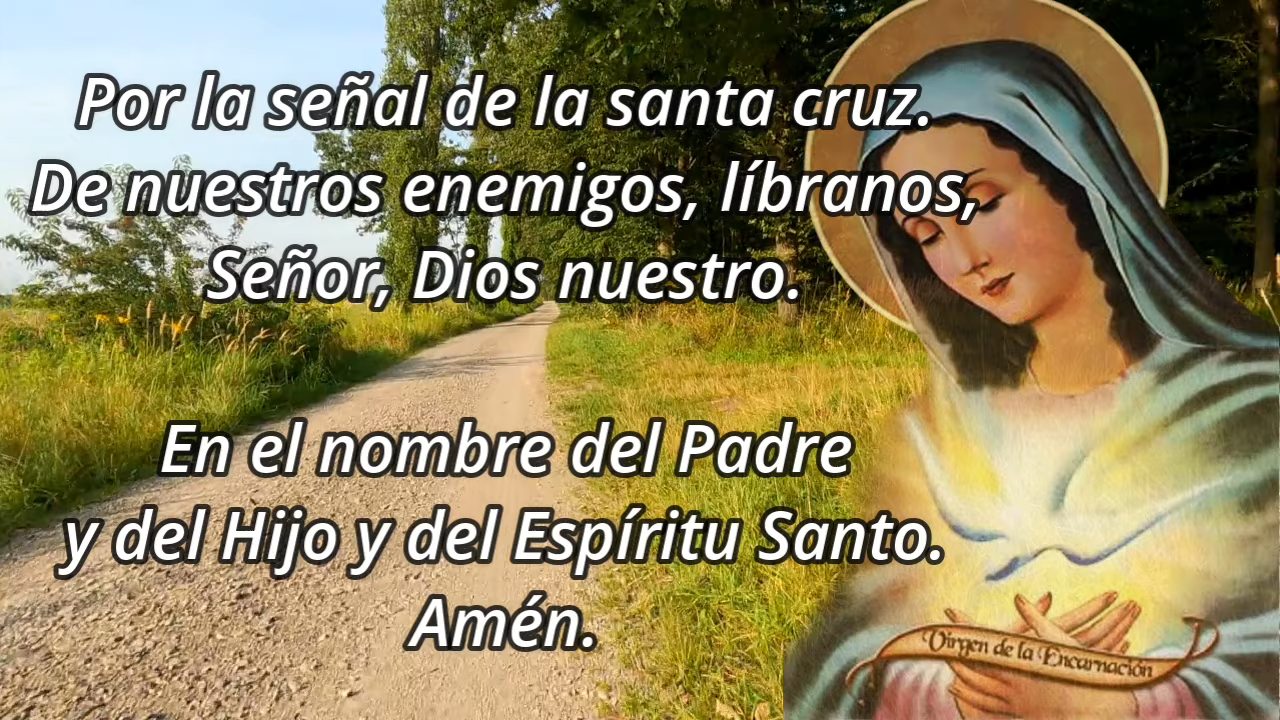 Por la señal de la santa cruz.
De nuestros enemigos, líbranos,
Señor, Dios nuestro.
En el nombre del Padre
y del Hijo y del Espíritu Santo.
Amén.
Virgen de la Encarnación